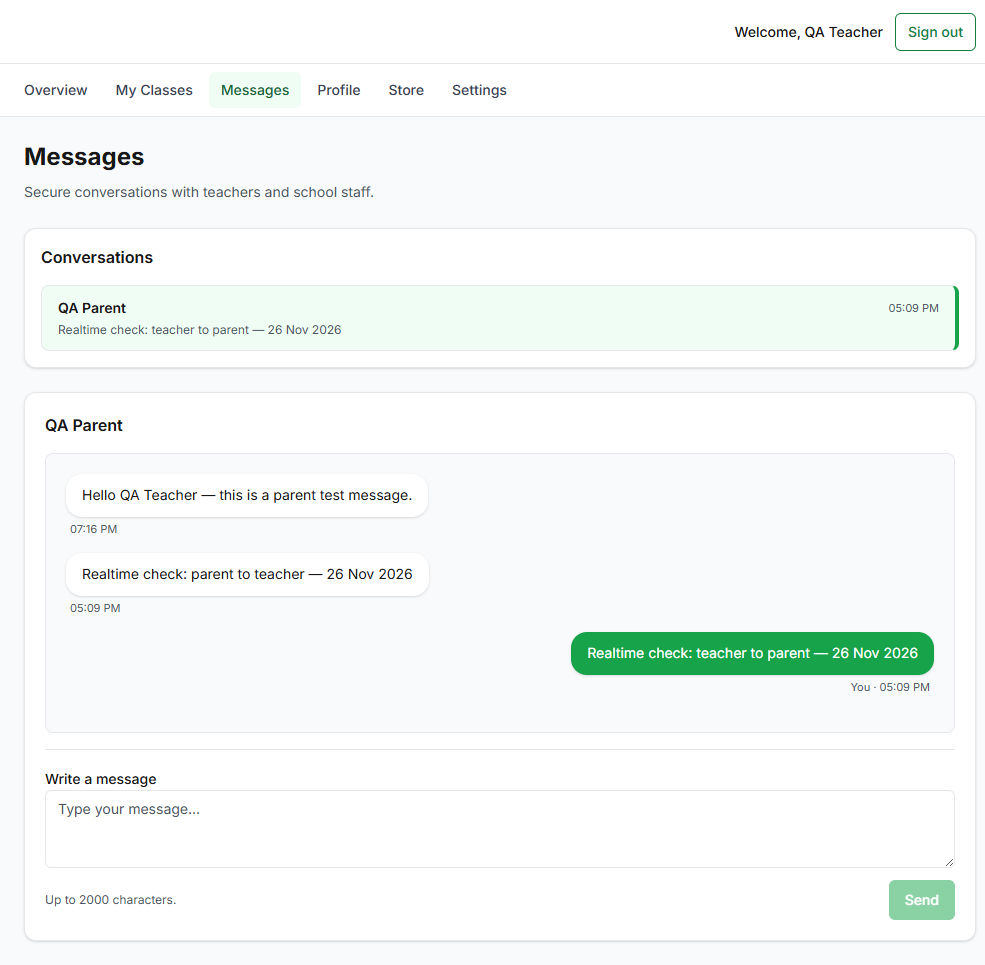 Welcome, QA Teacher
Sign out
Overview
My Classes
Messages
Profile
Store
Settings
Messages
Secure conversations with teachers and school staff.
Conversations
QA Parent
05:09 PM
Realtime check: teacher to parent — 26 Nov 2026
QA Parent
Hello QA Teacher — this is a parent test message.
07:16 PM
Realtime check: parent to teacher — 26 Nov 2026
05:09 PM
Realtime check: teacher to parent — 26 Nov 2026
You · 05:09 PM
Write a message
Type your message...
Up to 2000 characters.
Send